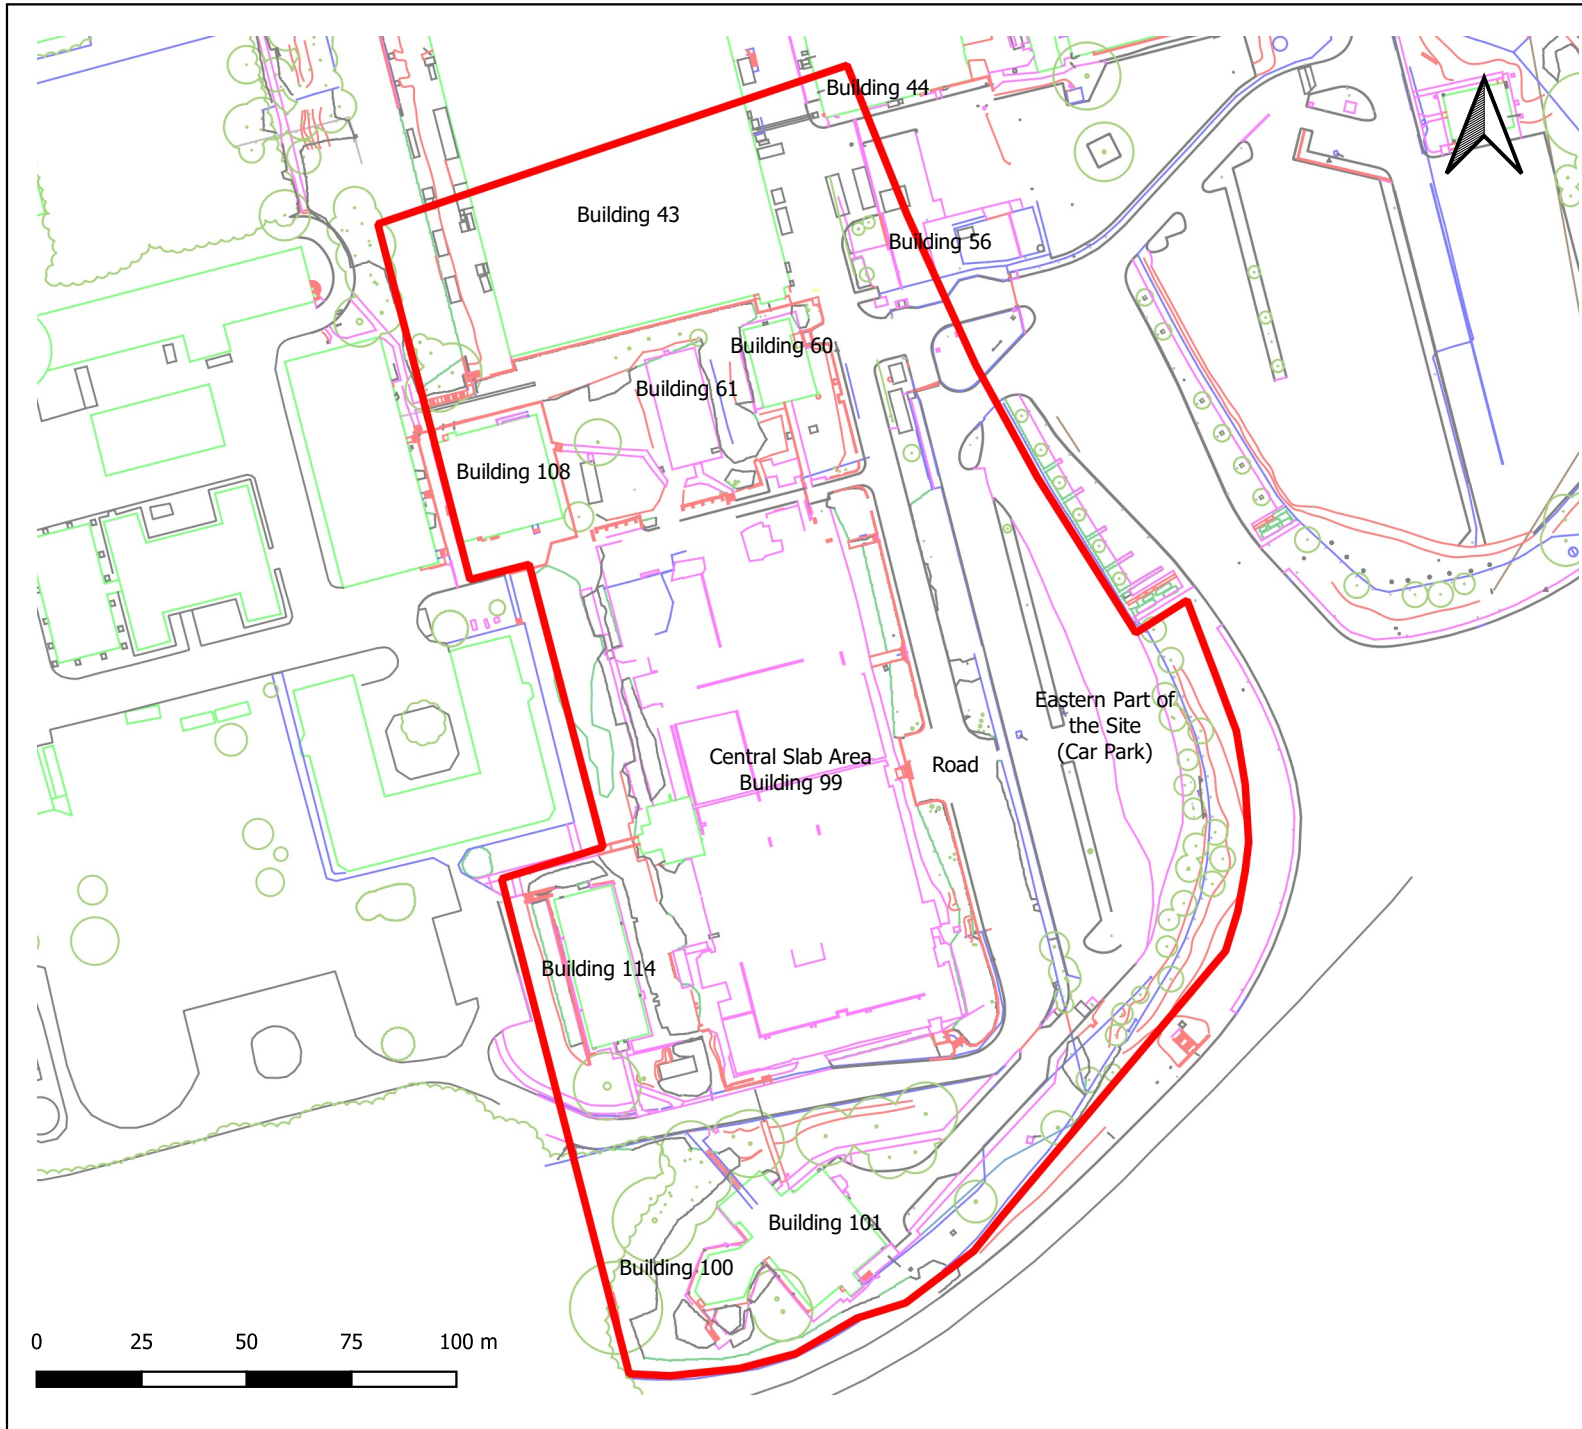 Building 44
Building 43
Building 56
Building 60
Building 61
Building 108
Eastern Part of
the Site
(Car Park)
Central Slab Area
Building 99
Road
Building 114
Building 101
Building 100
0 25 50 75 100 m